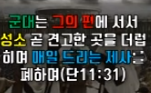 군대는 그의 편에 서서
성소 곧 견고한 곳을 더럽
히며 매일 드리는 제사를
폐하며(단11:31)